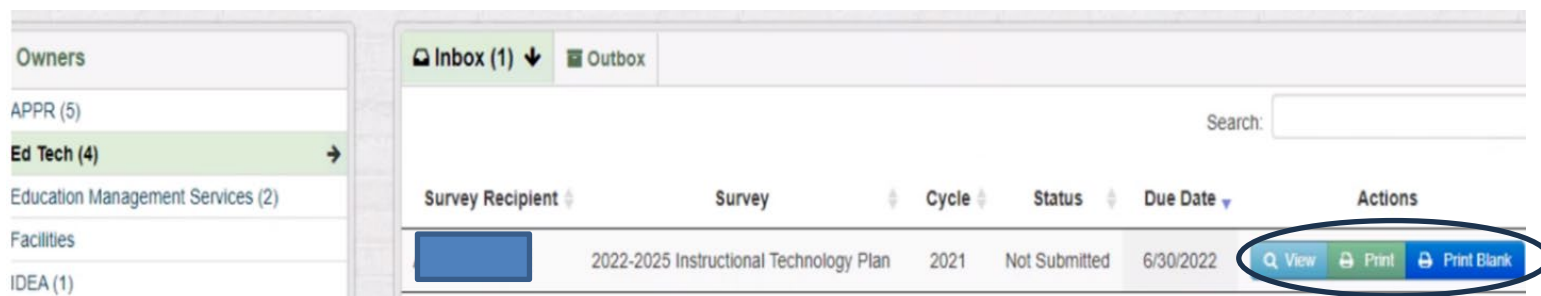 Owners
APPR (5)
Ed Tech (4)
Education Management Services (2)
Facilities
IDEA (1)
Inbox (1) Outbox
Search:
Survey Recipient Survey Cycle Status Due Date Actions
2022-2025 Instructional Technology Plan 2021 Not Submitted 6/30/2022 View Print Print Blank